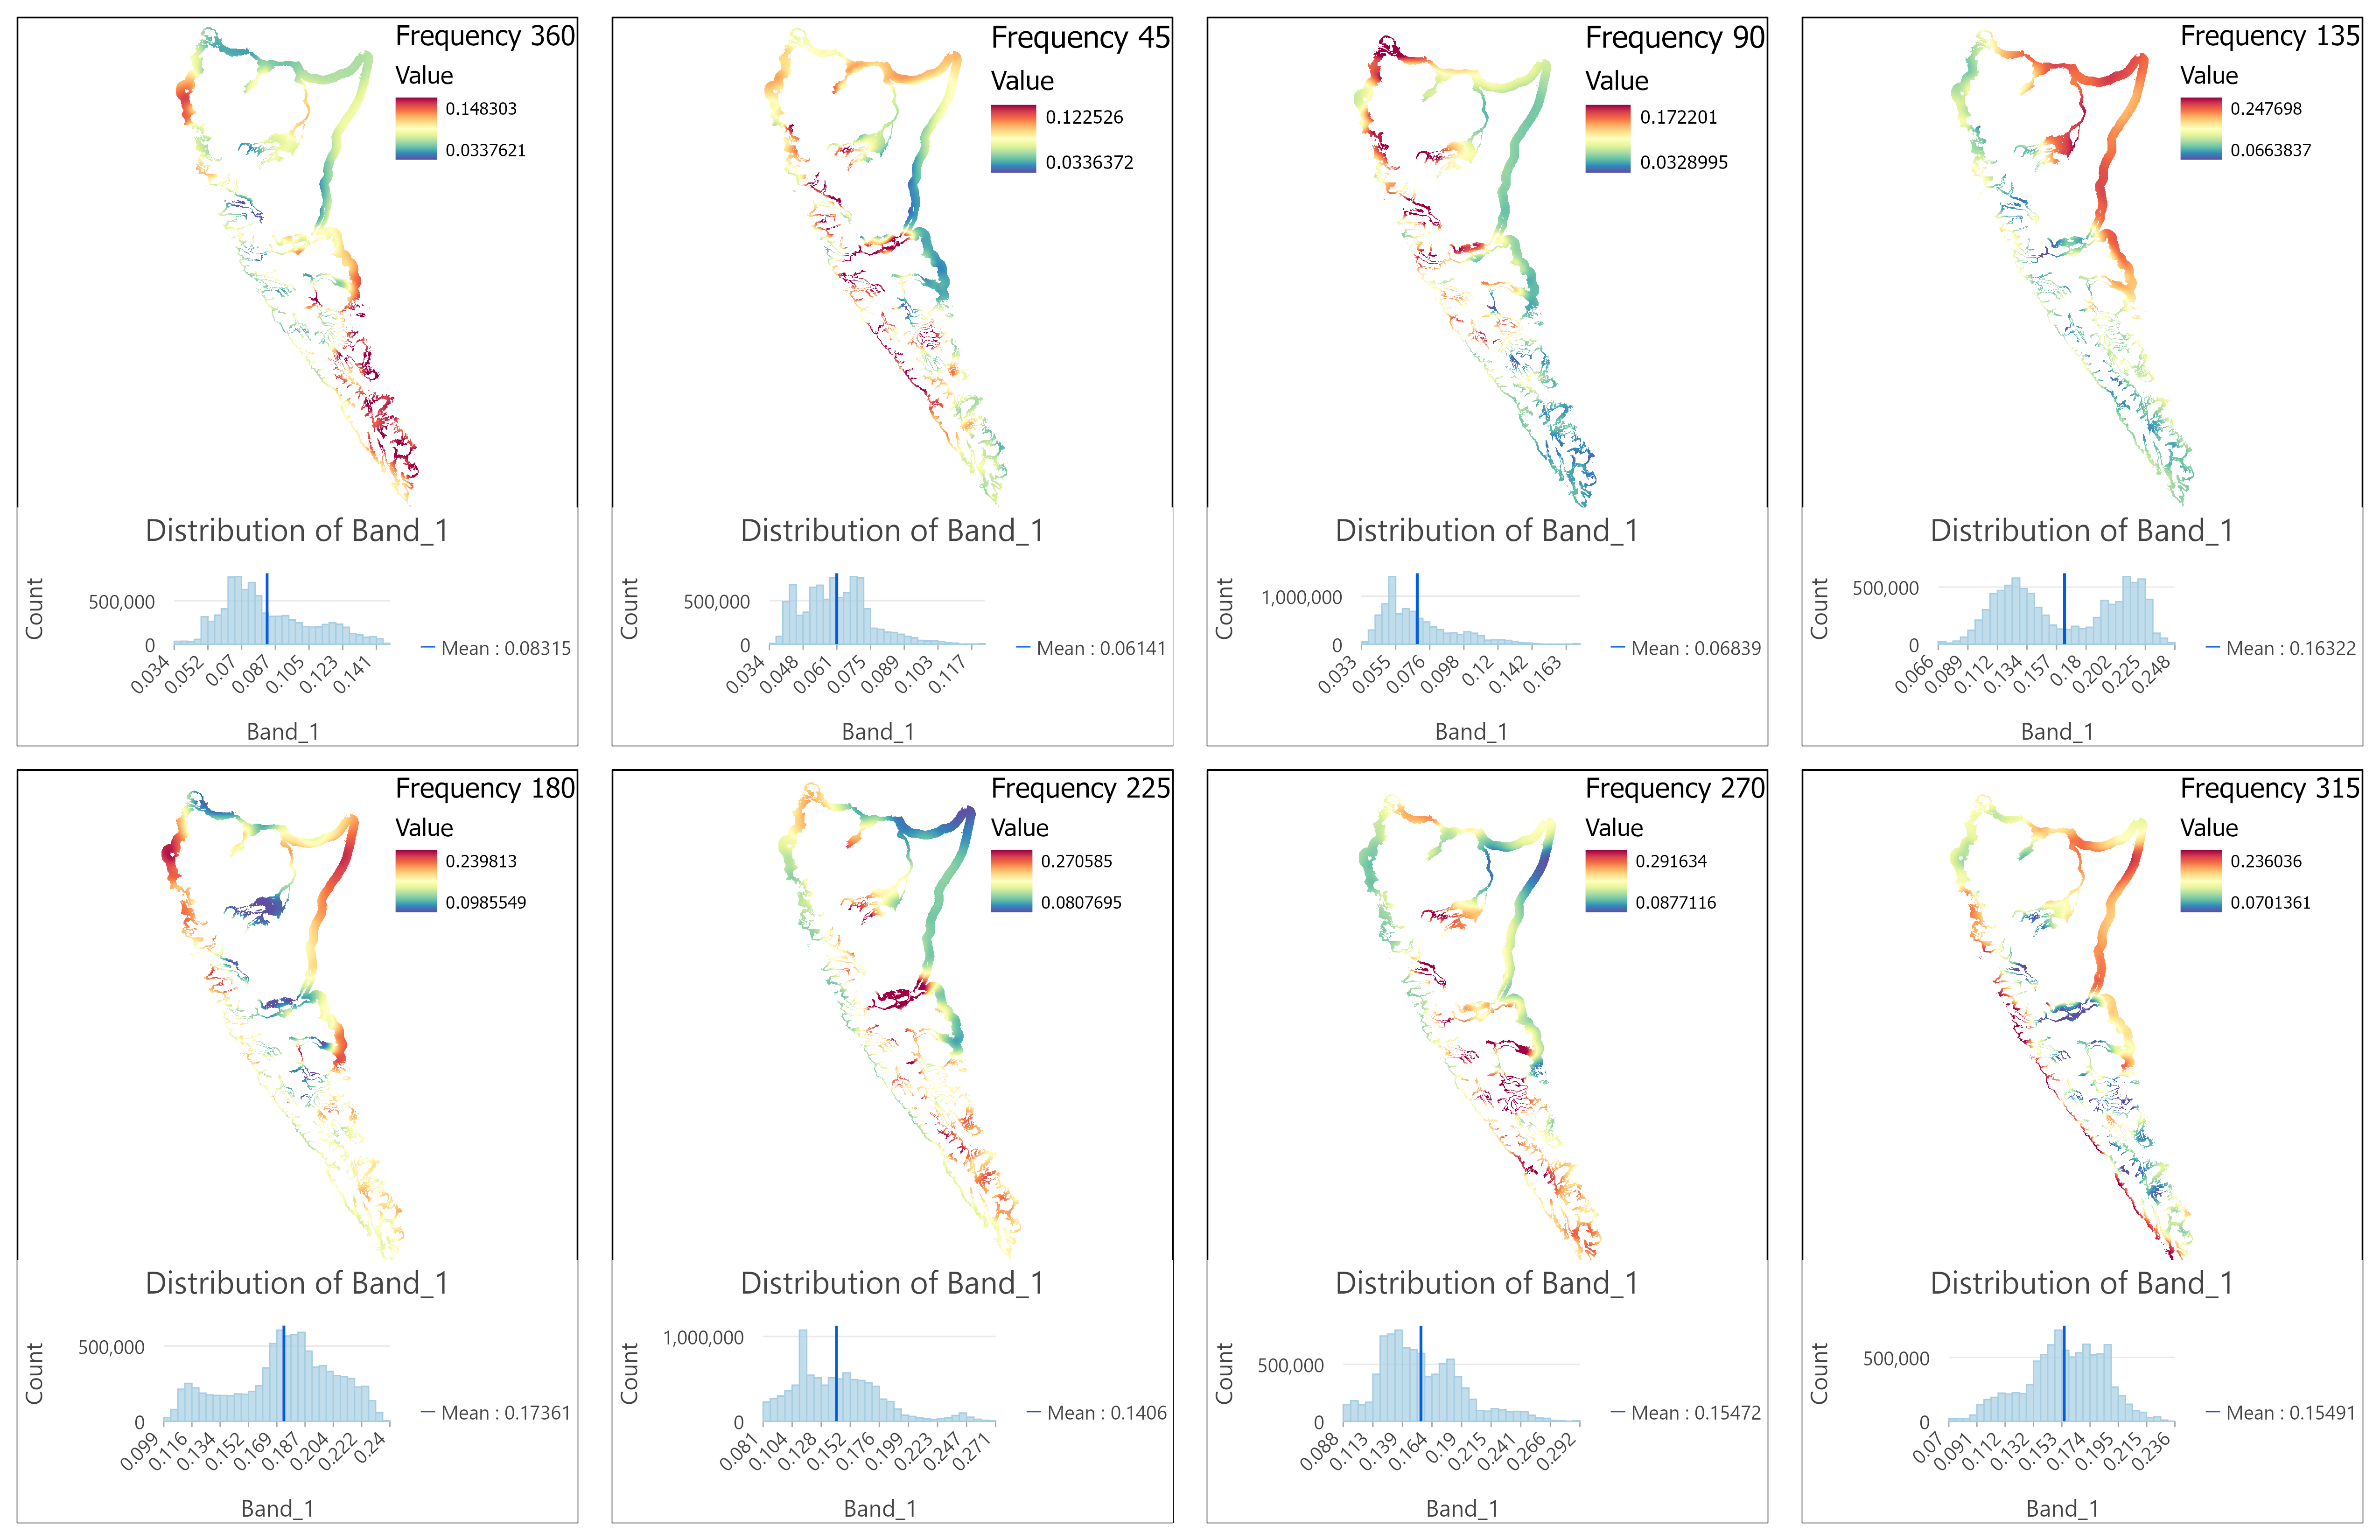 Frequency 360
Value
0.148303
0.0337621
Distribution of Band_1
Count
500,000
0
0.034
0.052
0.07
0.087
0.105
0.123
0.141
Mean : 0.08315
Band_1
Frequency 45
Value
0.122526
0.0336372
Distribution of Band_1
Count
500,000
0
0.034
0.048
0.061
0.075
0.089
0.103
0.117
Mean : 0.06141
Band_1
Frequency 90
Value
0.172201
0.0328995
Distribution of Band_1
Count
1,000,000
0
0.033
0.055
0.076
0.098
0.12
0.142
0.163
Mean : 0.06839
Band_1
Frequency 135
Value
0.247698
0.0663837
Distribution of Band_1
Count
500,000
0
0.066
0.089
0.112
0.134
0.157
0.18
0.202
0.225
0.248
Mean : 0.16322
Band_1
Frequency 180
Value
0.239813
0.0985549
Distribution of Band_1
Count
500,000
0
0.099
0.116
0.134
0.152
0.169
0.187
0.204
0.222
0.24
Mean : 0.17361
Band_1
Frequency 225
Value
0.270585
0.0807695
Distribution of Band_1
Count
1,000,000
0
0.081
0.104
0.128
0.152
0.176
0.199
0.223
0.247
0.271
Mean : 0.1406
Band_1
Frequency 270
Value
0.291634
0.0877116
Distribution of Band_1
Count
500,000
0
0.088
0.113
0.139
0.164
0.19
0.215
0.241
0.266
0.292
Mean : 0.15472
Band_1
Frequency 315
Value
0.236036
0.0701361
Distribution of Band_1
Count
500,000
0
0.07
0.091
0.112
0.132
0.153
0.174
0.195
0.215
0.236
Mean : 0.15491
Band_1